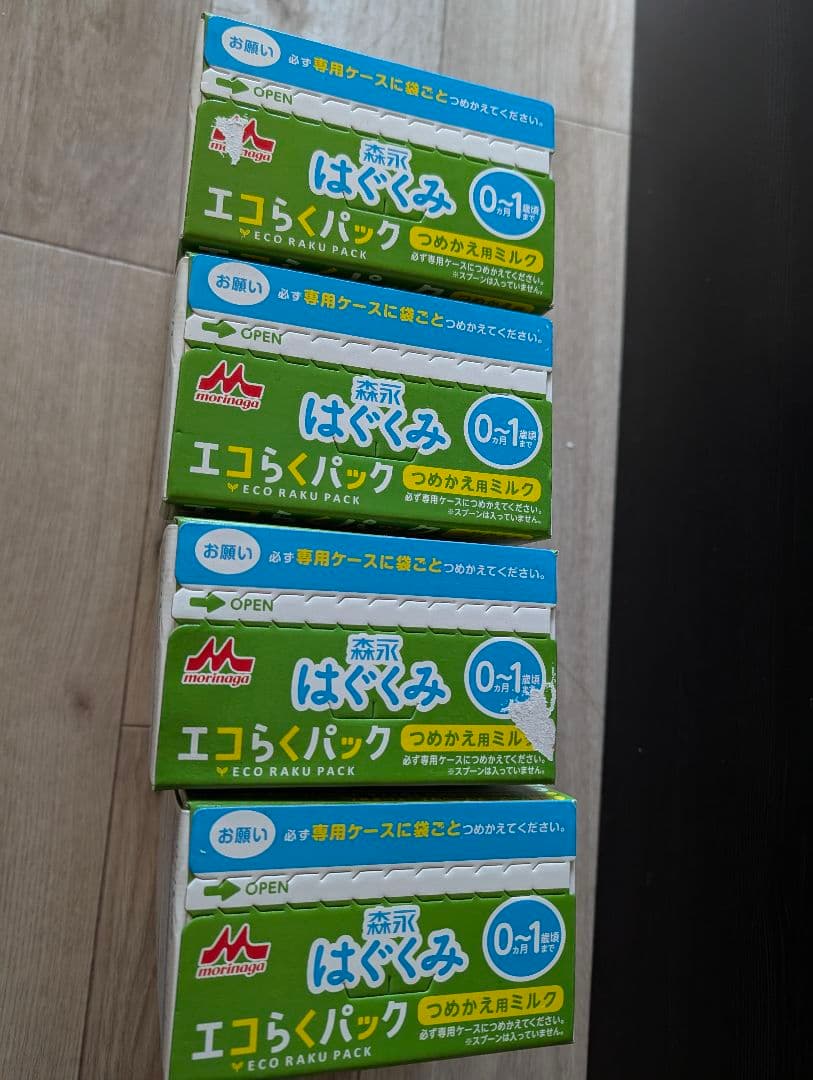 お願い 必ず専用ケースに袋ごとつめかえてください。
OPEN
morinaga
森永
はぐくみ
0カ月~1歳頃まで
エコらくパック
つめかえ用ミルク
ECO RAKU PACK
必ず専用ケースにつめかえてください。
※スプーンは入っていません。
お願い 必ず専用ケースに袋ごとつめかえてください。
OPEN
morinaga
森永
はぐくみ
0カ月~1歳頃まで
エコらくパック
つめかえ用ミルク
ECO RAKU PACK
必ず専用ケースにつめかえてください。
※スプーンは入っていません。
お願い 必ず専用ケースに袋ごとつめかえてください。
OPEN
morinaga
森永
はぐくみ
0カ月~1歳頃
エコらくパック
つめかえ用ミル
ECO RAKU PACK
必ず専用ケースにつめかえてください。
※スプーンは入っていません。
お願い 必ず専用ケースに袋ごとつめかえてください。
OPEN
morinaga
森永
はぐくみ
0カ月~1歳頃まで
エコらくパック
つめかえ用ミルク
ECO RAKU PACK
必ず専用ケースにつめかえてください。
※スプーンは入っていません。